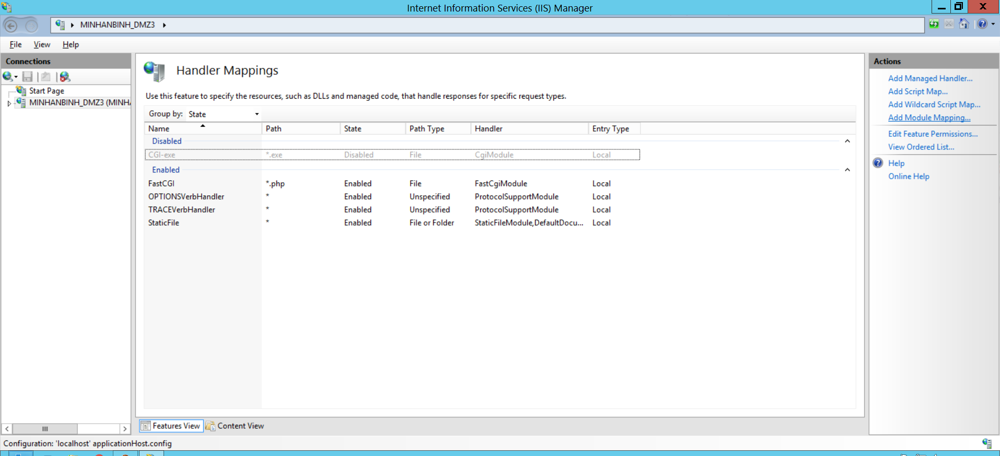 Internet Information Services (IIS) Manager
MINHANBINH_DMZ3
File View Help
Connections
Start Page
MINHANBINH_DMZ3 (MINH
Handler Mappings
Use this feature to specify the resources, such as DLLs and managed code, that handle responses for specific request types.
Group by: State
Name Path State Path Type Handler Entry Type
Disabled
CGI-exe *.exe Disabled File CgiModule Local
Enabled
FastCGI *.php Enabled File FastCgiModule Local
OPTIONSVerbHandler * Enabled Unspecified ProtocolSupportModule Local
TRACEVerbHandler * Enabled Unspecified ProtocolSupportModule Local
StaticFile * Enabled File or Folder StaticFileModule,DefaultDocu... Local
Features View Content View
Actions
Add Managed Handler...
Add Script Map...
Add Wildcard Script Map...
Add Module Mapping...
Edit Feature Permissions...
View Ordered List...
Help
Online Help
Configuration: 'localhost' applicationHost.config